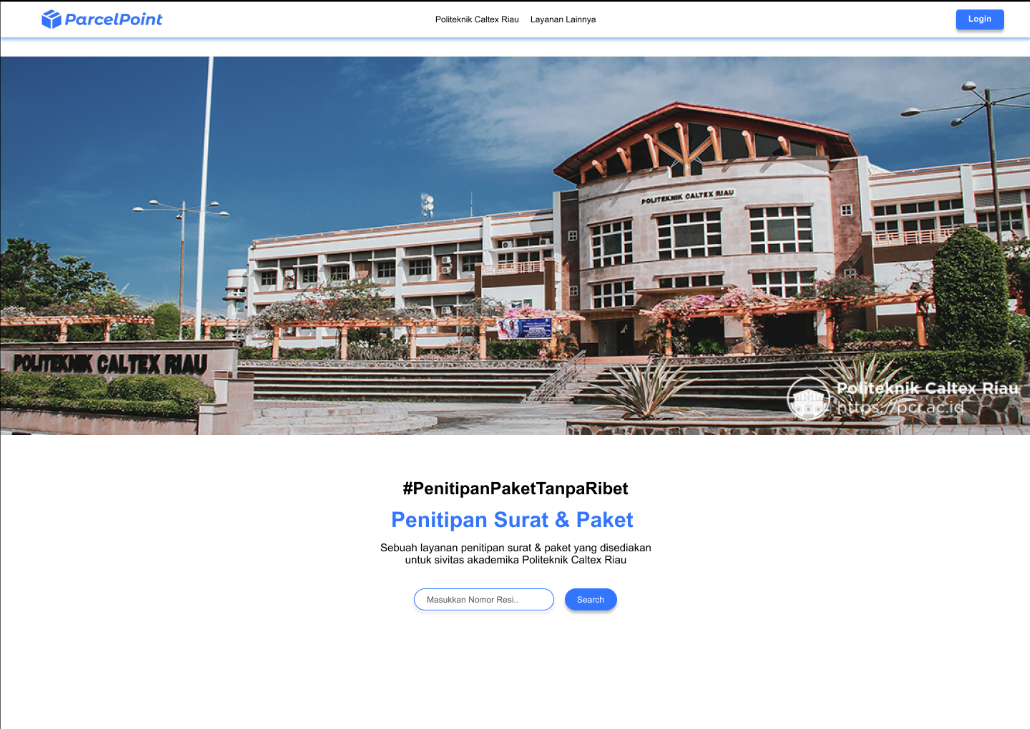 ParcelPoint
Politeknik Caltex Riau
Layanan Lainnya
Login
POLITEKNIK CALTEX RIAU
POLITEKNIK CALTEX RIAU
Politeknik Caltex Riau
https://pcr.ac.id
#PenitipanPaketTanpaRibet
Penitipan Surat & Paket
Sebuah layanan penitipan surat & paket yang disediakan
untuk sivitas akademika Politeknik Caltex Riau
Masukkan Nomor Resi..
Search